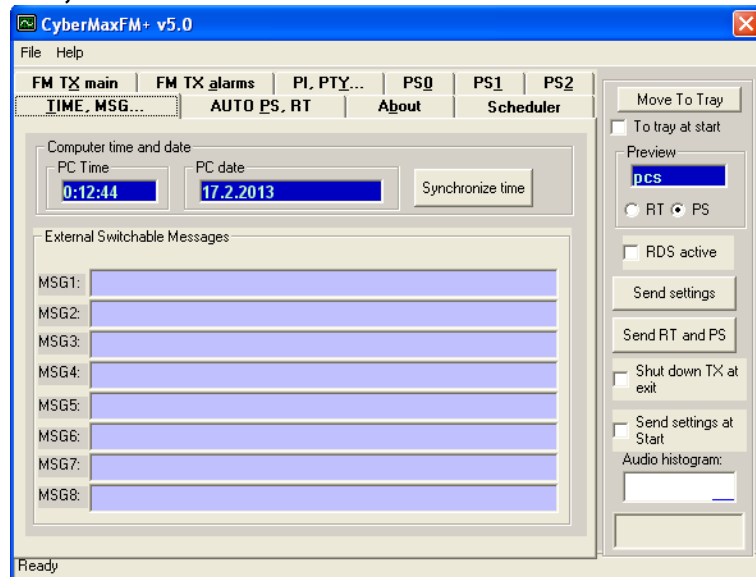 CyberMaxFM+ v5.0
File Help
FM TX main FM TX alarms PI, PTY... PS0 PS1 PS2
TIME, MSG... AUTO PS, RT About Scheduler
Computer time and date
PC Time PC date
0:12:44 17.2.2013 Synchronize time
External Switchable Messages
MSG1:
MSG2:
MSG3:
MSG4:
MSG5:
MSG6:
MSG7:
MSG8:
Move To Tray
To tray at start
Preview
pcs
RT PS
RDS active
Send settings
Send RT and PS
Shut down TX at
exit
Send settings at
Start
Audio histogram:
Ready